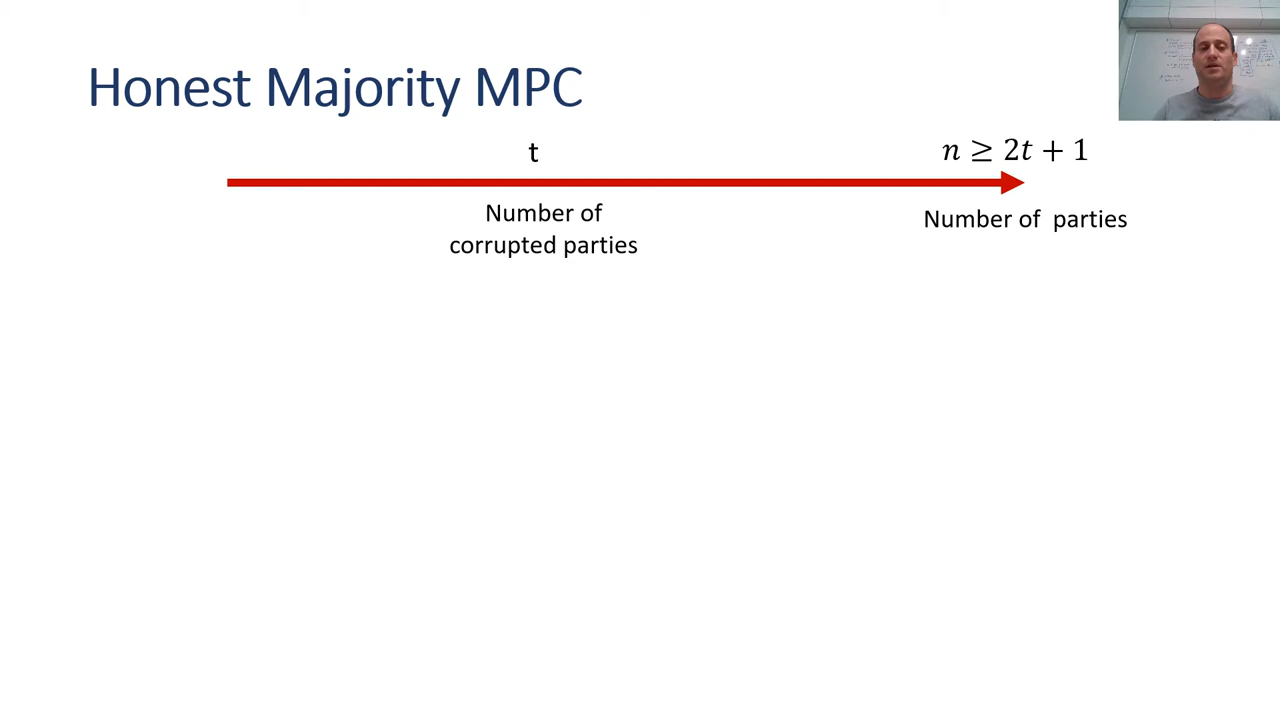 Honest Majority MPC
t
n ≥ 2t + 1
Number of
corrupted parties
Number of parties